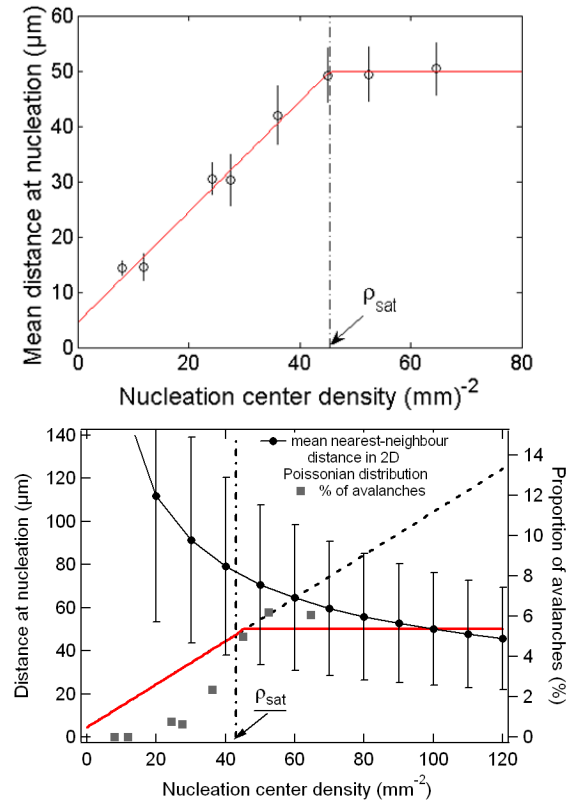 60
50
40
30
20
10
0
Mean distance at nucleation (µm)
ρsat
0 20 40 60 80
Nucleation center density (mm)-2
140
120
100
80
60
40
20
0
Distance at nucleation (µm)
mean nearest-neighbour
distance in 2D
Poissonian distribution
% of avalanches
14
12
10
8
6
4
2
0
Proportion of avalanches (%)
ρsat
0 20 40 60 80 100 120
Nucleation center density (mm-2)